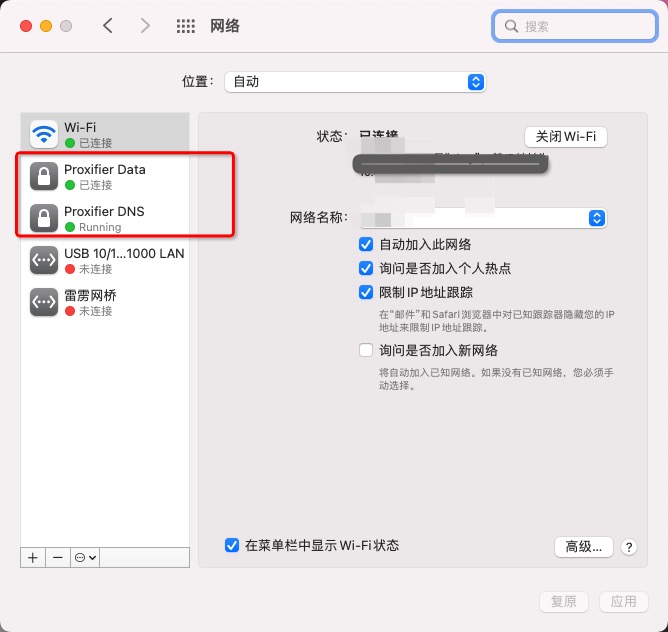 网络
搜索
位置：
自动
Wi-Fi
已连接
Proxifier Data
已连接
Proxifier DNS
Running
USB 10/1...1000 LAN
未连接
雷雳网桥
未连接
状态：
已连接
关闭 Wi-Fi
网络名称：
自动加入此网络
询问是否加入个人热点
限制 IP 地址跟踪
在“邮件”和 Safari 浏览器中对已知跟踪器隐藏您的 IP
地址来限制 IP 地址跟踪。
询问是否加入新网络
将自动加入已知网络。如果没有已知网络，您必须手
动选择。
在菜单栏中显示 Wi-Fi 状态
高级...
?
复原
应用